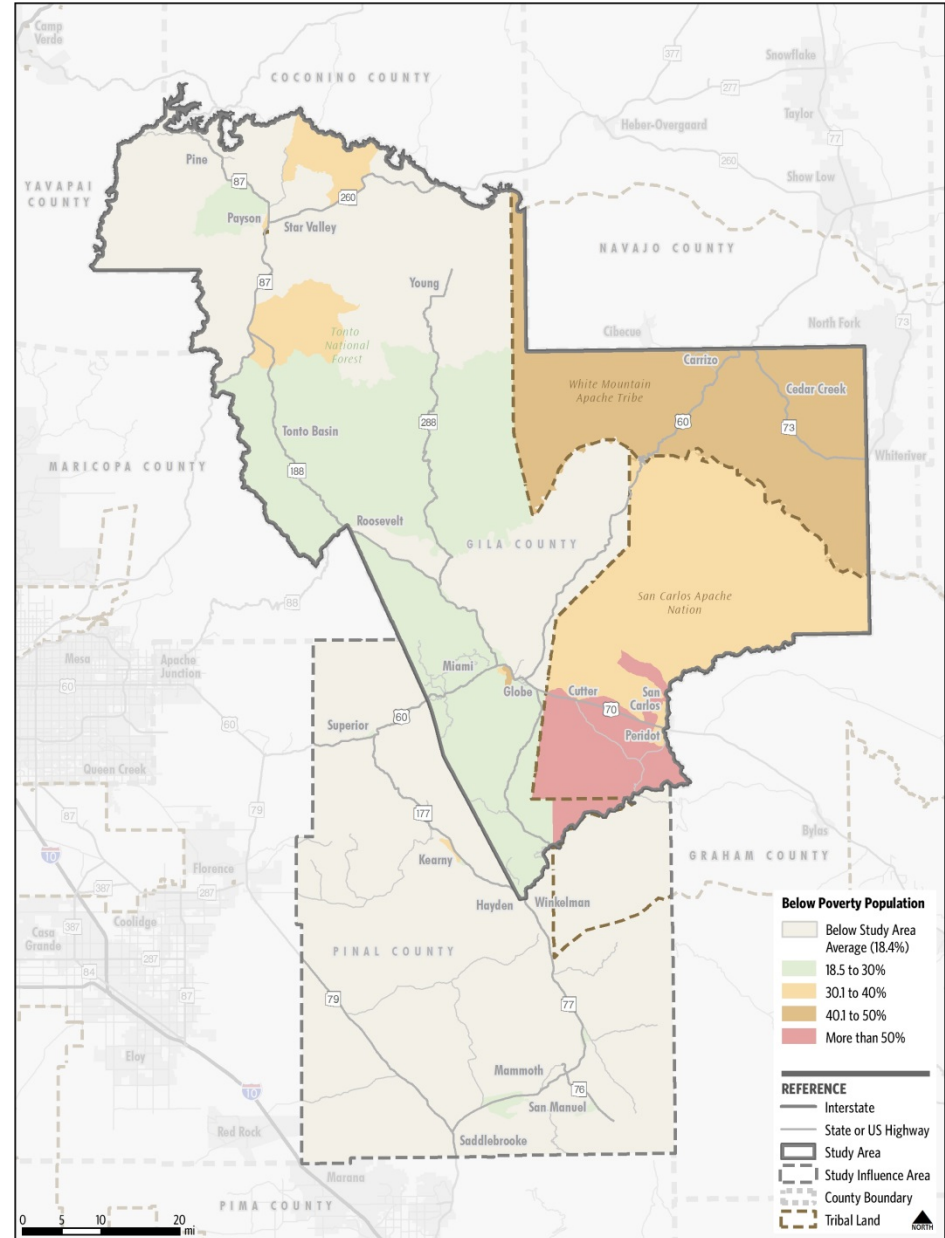 Camp
Verde
377
Snowflake
COCONINO COUNTY
277
Taylor
77
Heber-Overgaard
260
Pine
Show Low
YAVAPAI
COUNTY
87
260
Payson
Star Valley
NAVAJO COUNTY
87
Young
Cibecue
North Fork
73
Tonto
National
Forest
Carrizo
White Mountain
Apache Tribe
Cedar Creek
60
288
73
Tonto Basin
Whiteriver
MARICOPA COUNTY
188
Roosevelt
GILA COUNTY
88
San Carlos Apache
Nation
Mesa
Apache
Junction
60
Miami
Globe
Cutter
San
Carlos
70
Superior
60
60
Peridot
Queen Creek
79
177
87
Bylas
10
Kearny
GRAHAM COUNTY
Florence
387
287
Hayden
Winkelman
Casa
Grande
387
Coolidge
287
PINAL COUNTY
84
87
79
77
Eloy
Mammoth
76
10
San Manuel
Red Rock
Saddlebrooke
Marana
PIMA COUNTY
Below Poverty Population
Below Study Area
Average (18.4%)
18.5 to 30%
30.1 to 40%
40.1 to 50%
More than 50%
REFERENCE
Interstate
State or US Highway
Study Area
Study Influence Area
County Boundary
Tribal Land
0 5 10 20
mi
NORTH